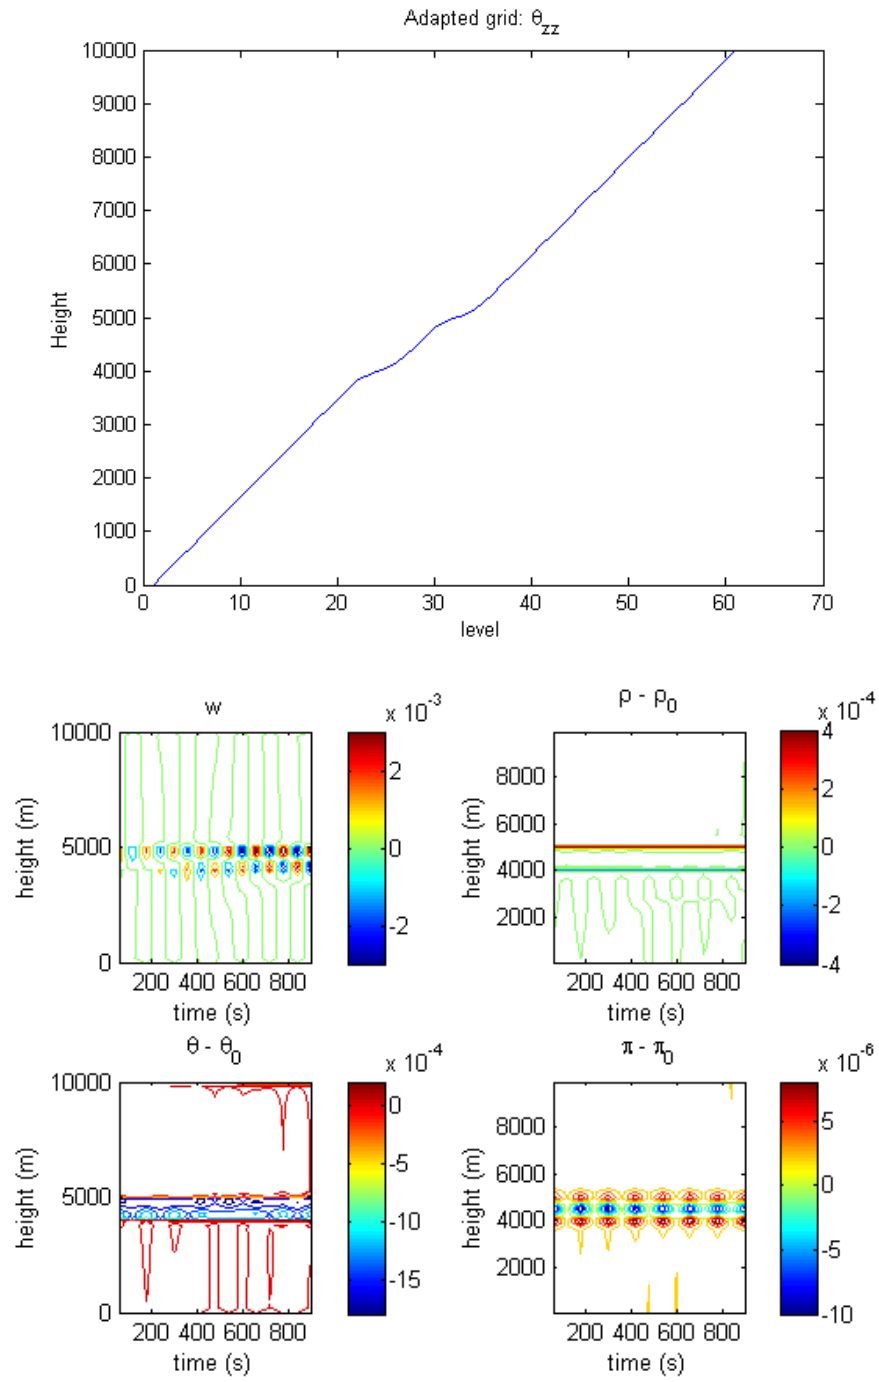 Adapted grid: θzz
10000
9000
8000
7000
6000
5000
4000
3000
2000
1000
0
Height
0 10 20 30 40 50 60 70
level
w
x 10^-3
10000
5000
0
height (m)
2
0
-2
200 400 600 800
time (s)
ρ - ρ0
x 10^-4
8000
6000
4000
2000
height (m)
4
2
0
-2
-4
200 400 600 800
time (s)
θ - θ0
x 10^-4
10000
5000
0
height (m)
0
-5
-10
-15
200 400 600 800
time (s)
π - π0
x 10^-6
8000
6000
4000
2000
height (m)
5
0
-5
-10
200 400 600 800
time (s)